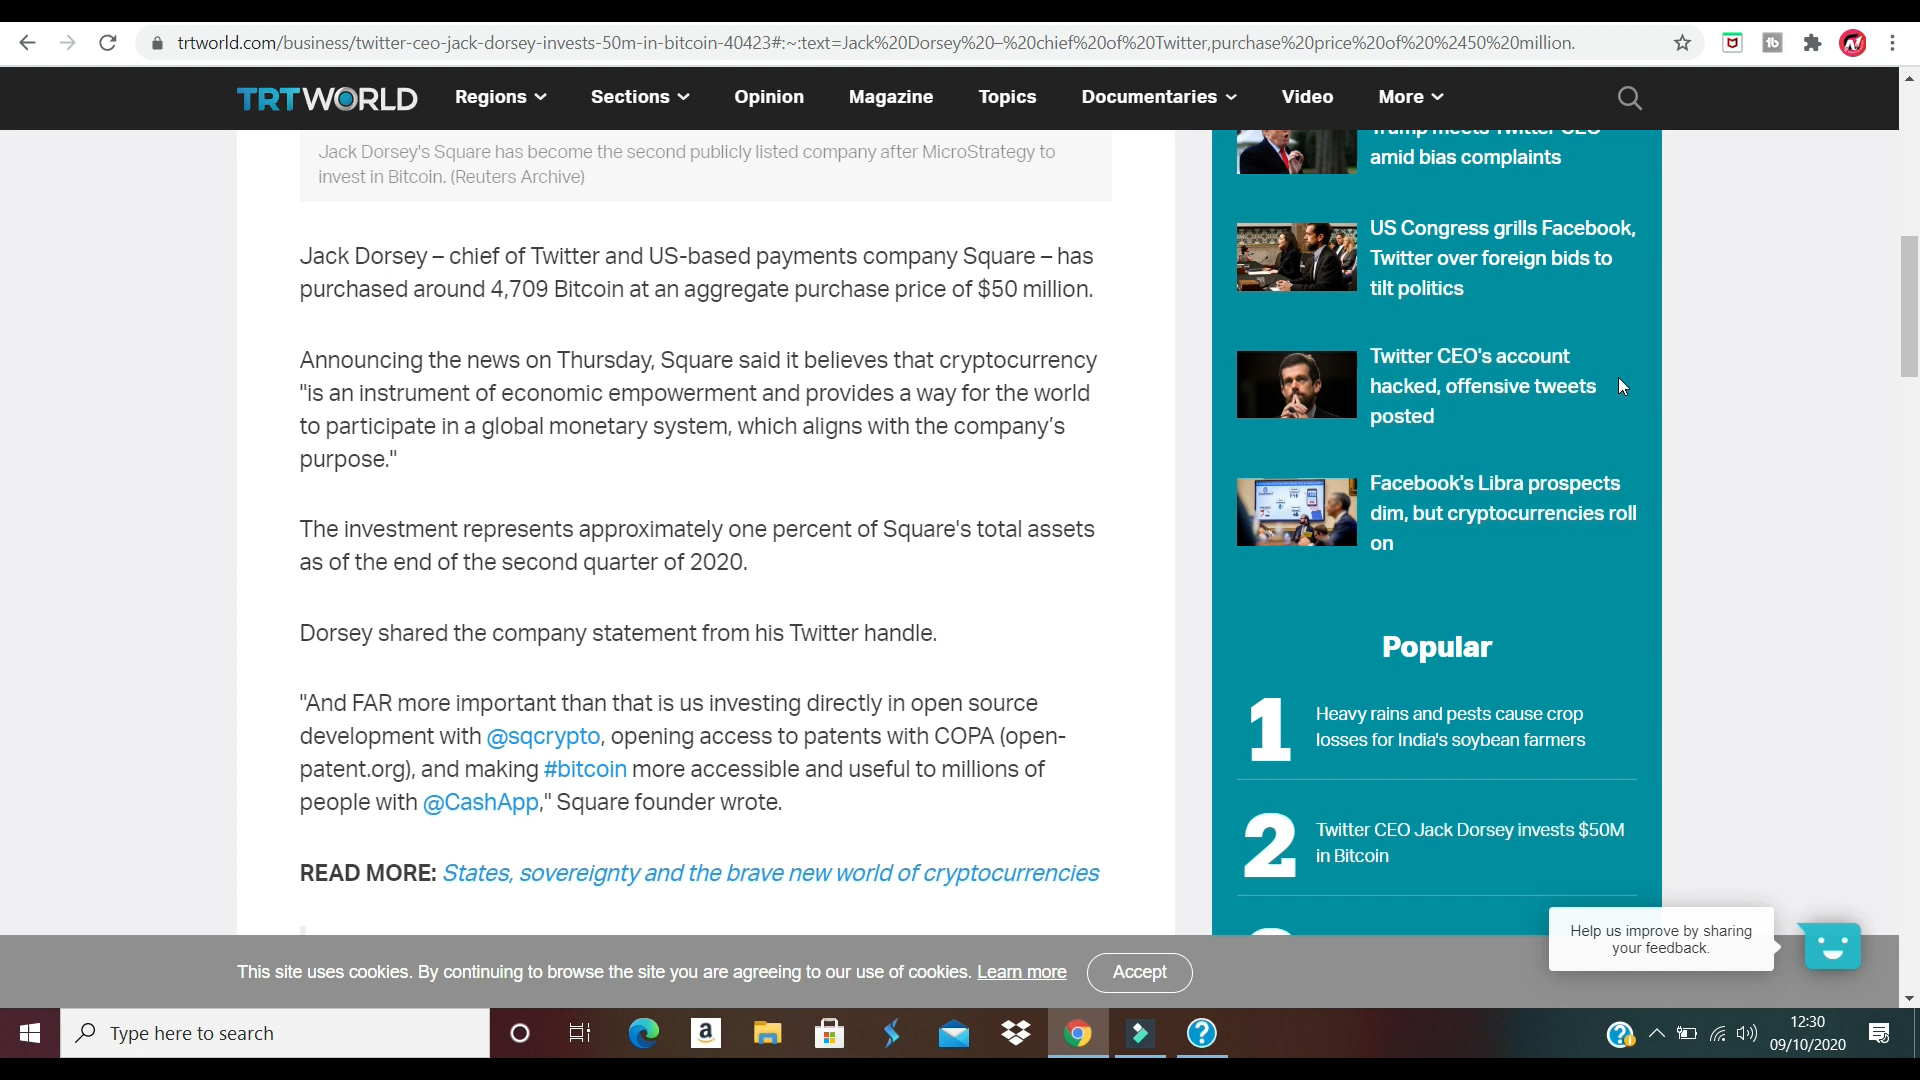 trtworld.com/business/twitter-ceo-jack-dorsey-invests-50m-in-bitcoin-40423#:~:text=Jack%20Dorsey%20–%20chief%20of%20Twitter,purchase%20price%20of%20%2450%20million.
TRTWORLD
Regions
Sections
Opinion
Magazine
Topics
Documentaries
Video
More
Jack Dorsey's Square has become the second publicly listed company after MicroStrategy to
invest in Bitcoin. (Reuters Archive)
Jack Dorsey – chief of Twitter and US-based payments company Square – has
purchased around 4,709 Bitcoin at an aggregate purchase price of $50 million.
Announcing the news on Thursday, Square said it believes that cryptocurrency
"is an instrument of economic empowerment and provides a way for the world
to participate in a global monetary system, which aligns with the company's
purpose."
The investment represents approximately one percent of Square's total assets
as of the end of the second quarter of 2020.
Dorsey shared the company statement from his Twitter handle.
"And FAR more important than that is us investing directly in open source
development with @sqcrypto, opening access to patents with COPA (open-
patent.org), and making #bitcoin more accessible and useful to millions of
people with @CashApp," Square founder wrote.
READ MORE: States, sovereignty and the brave new world of cryptocurrencies
Trump meets Twitter CEO
amid bias complaints
US Congress grills Facebook,
Twitter over foreign bids to
tilt politics
Twitter CEO's account
hacked, offensive tweets
posted
Facebook's Libra prospects
dim, but cryptocurrencies roll
on
Popular
1
Heavy rains and pests cause crop
losses for India's soybean farmers
2
Twitter CEO Jack Dorsey invests $50M
in Bitcoin
Help us improve by sharing
your feedback.
This site uses cookies. By continuing to browse the site you are agreeing to our use of cookies. Learn more
Accept
Type here to search
12:30
09/10/2020